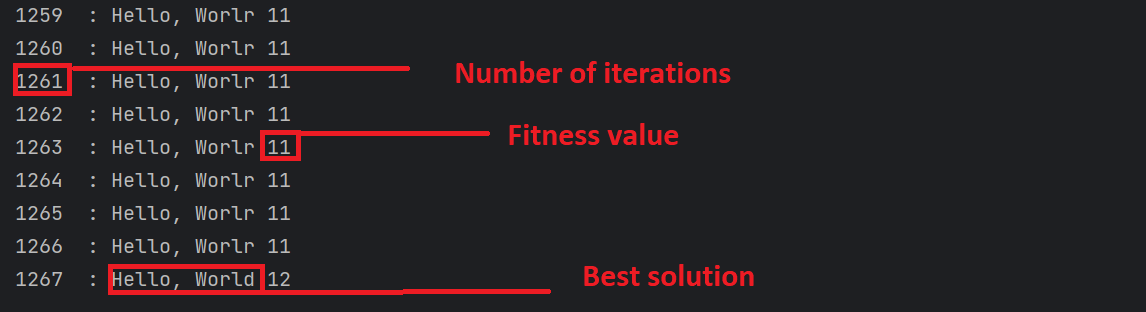 1259 : Hello, Worlr 11
1260 : Hello, Worlr 11
1261 : Hello, Worlr 11
Number of iterations
1262 : Hello, Worlr 11
1263 : Hello, Worlr 11
Fitness value
1264 : Hello, Worlr 11
1265 : Hello, Worlr 11
1266 : Hello, Worlr 11
1267 : Hello, World 12
Best solution